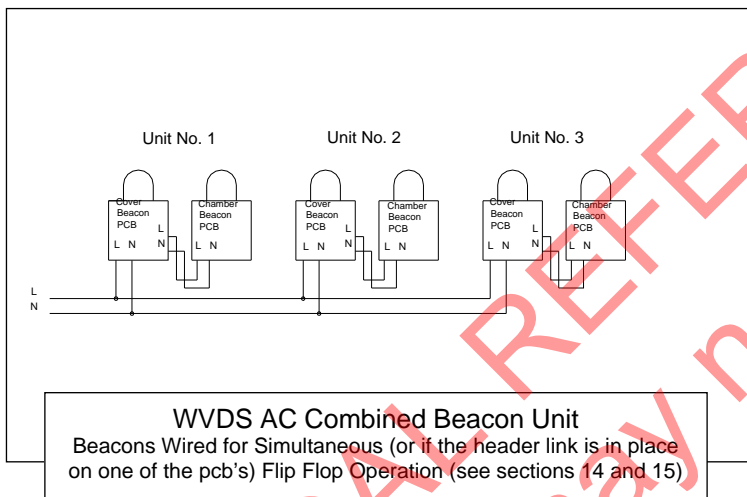 Unit No. 1
Unit No. 2
Unit No. 3
Cover
Beacon
PCB
L
N
L N
Chamber
Beacon
PCB
L N
Cover
Beacon
PCB
L
N
L N
Chamber
Beacon
PCB
L N
Cover
Beacon
PCB
L
N
L N
Chamber
Beacon
PCB
L N
L
N
WVDS AC Combined Beacon Unit
Beacons Wired for Simultaneous (or if the header link is in place
on one of the pcb's) Flip Flop Operation (see sections 14 and 15)
AL REFER
ay n